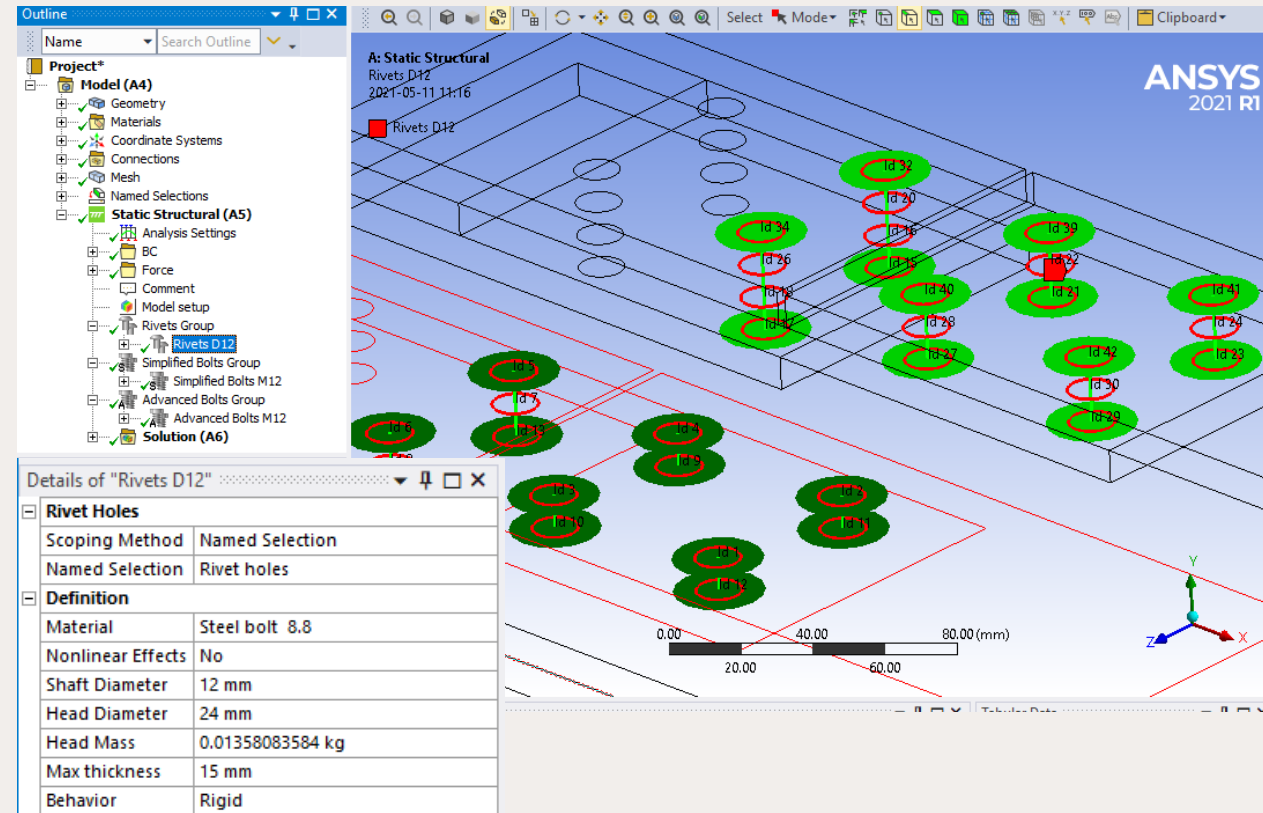 Outline
Name Search Outline
Project*
Model (A4)
Geometry
Materials
Coordinate Systems
Connections
Mesh
Named Selections
Static Structural (A5)
Analysis Settings
BC
Force
Comment
Model setup
Rivets Group
Rivets D12
Simplified Bolts Group
Simplified Bolts M12
Advanced Bolts Group
Advanced Bolts M12
Solution (A6)
Select Mode Clipboard
A: Static Structural
Rivets D12
2021-05-11 11:16
Rivets D12
ANSYS
2021 R1
Id 32
Id 20
Id 16
Id 15
Id 34
Id 26
Id 18
Id 17
Id 39
Id 22
Id 21
Id 40
Id 28
Id 27
Id 41
Id 24
Id 23
Id 42
Id 30
Id 29
Id 5
Id 7
Id 13
Id 6
Id 4
Id 9
Id 3
Id 10
Id 2
Id 11
Id 1
Id 12
0.00 40.00 80.00 (mm)
20.00 60.00
Y
Z X
Details of "Rivets D12"
Rivet Holes
Scoping Method Named Selection
Named Selection Rivet holes
Definition
Material Steel bolt 8.8
Nonlinear Effects No
Shaft Diameter 12 mm
Head Diameter 24 mm
Head Mass 0.01358083584 kg
Max thickness 15 mm
Behavior Rigid